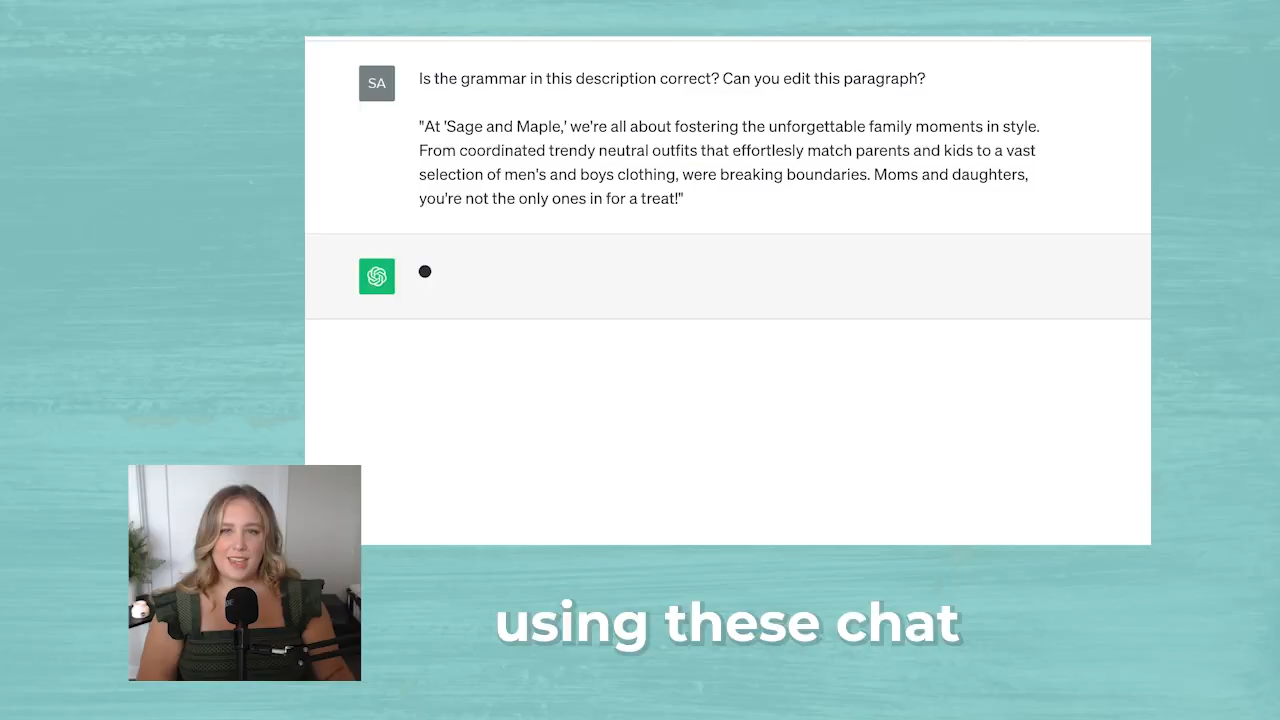 SA
Is the grammar in this description correct? Can you edit this paragraph?
"At 'Sage and Maple,' we're all about fostering the unforgettable family moments in style.
From coordinated trendy neutral outfits that effortlesly match parents and kids to a vast
selection of men's and boys clothing, were breaking boundaries. Moms and daughters,
you're not the only ones in for a treat!"
using these chat